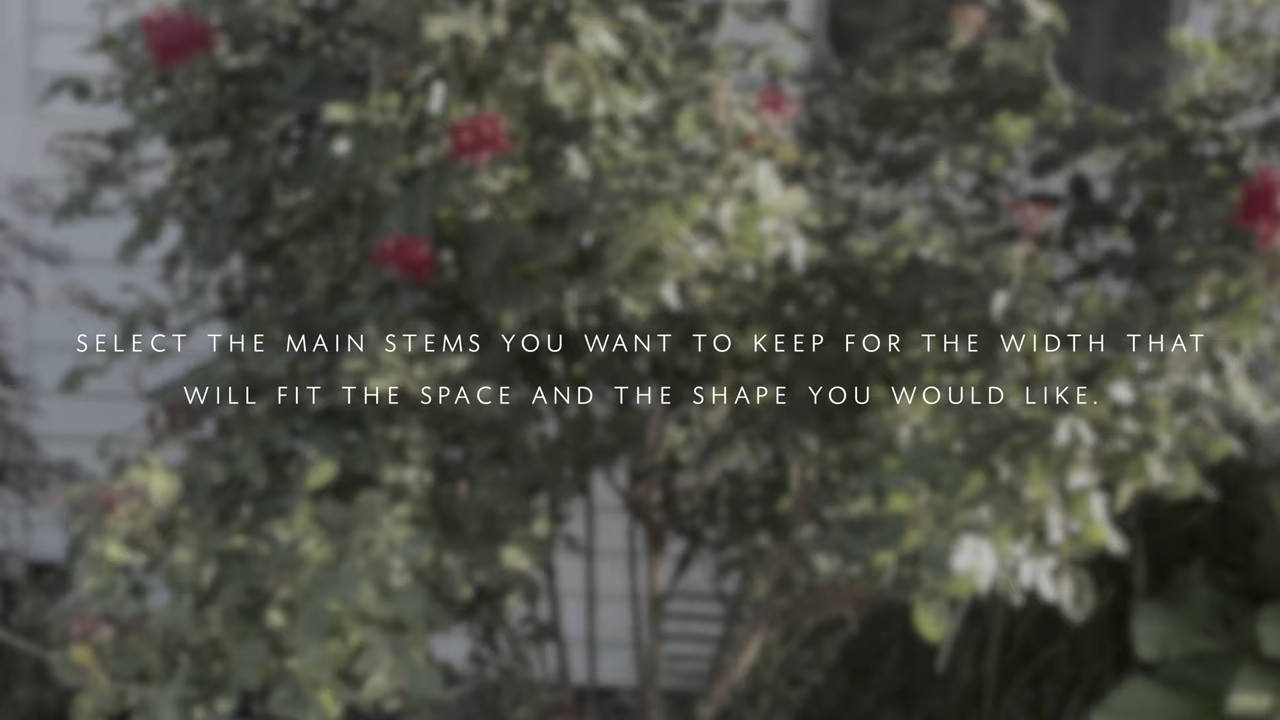 SELECT THE MAIN STEMS YOU WANT TO KEEP FOR THE WIDTH THAT
WILL FIT THE SPACE AND THE SHAPE YOU WOULD LIKE.